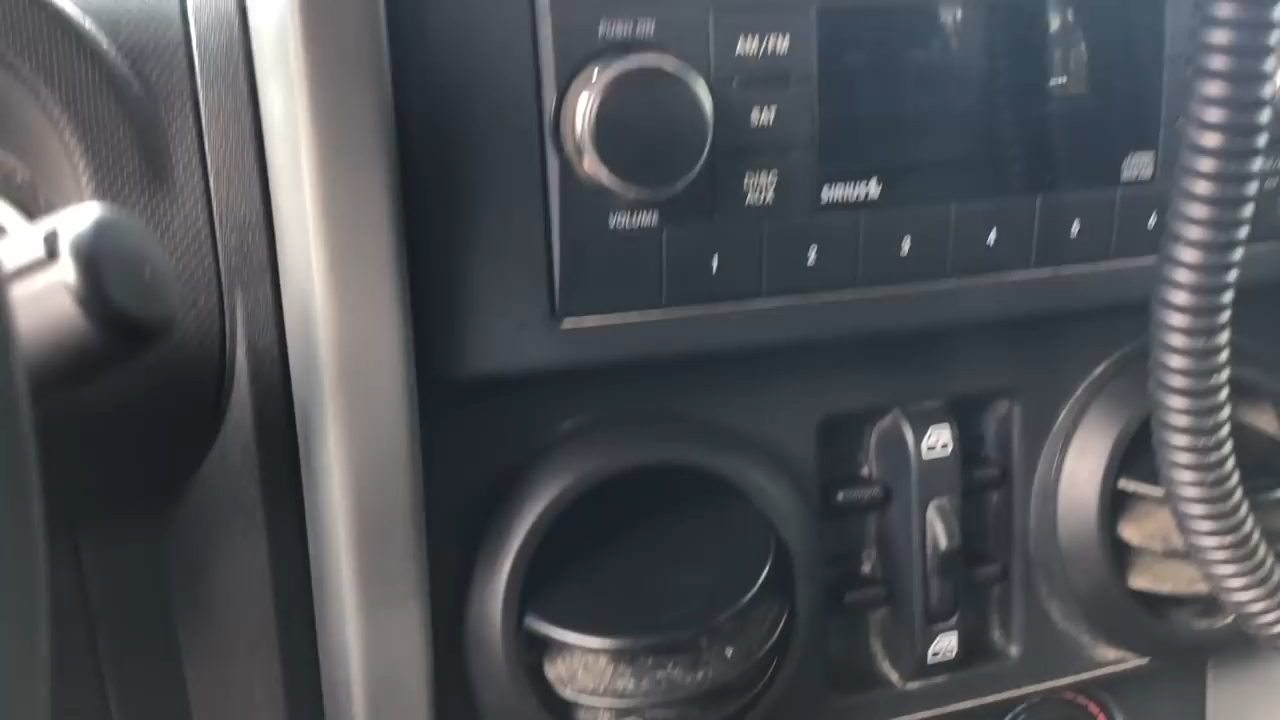 PUSH ON
AM/FM
SAT
DISC
AUX
SIRIUS
VOLUME
1 2 3 4 5 6